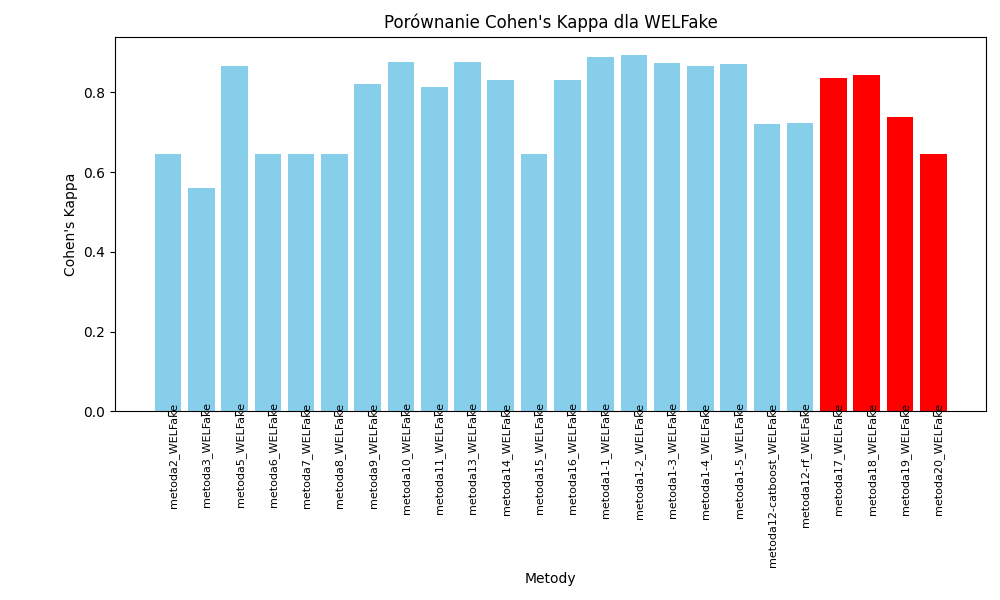 Porównanie Cohen's Kappa dla WELFake
Cohen's Kappa
0.8
0.6
0.4
0.2
0.0
metoda2_WELFake
metoda3_WELFake
metoda5_WELFake
metoda6_WELFake
metoda7_WELFake
metoda8_WELFake
metoda9_WELFake
metoda10_WELFake
metoda11_WELFake
metoda13_WELFake
metoda14_WELFake
metoda15_WELFake
metoda16_WELFake
metoda1-1_WELFake
metoda1-2_WELFake
metoda1-3_WELFake
metoda1-4_WELFake
metoda1-5_WELFake
metoda12-catboost_WELFake
metoda12-rf_WELFake
metoda17_WELFake
metoda18_WELFake
metoda19_WELFake
metoda20_WELFake
Metody